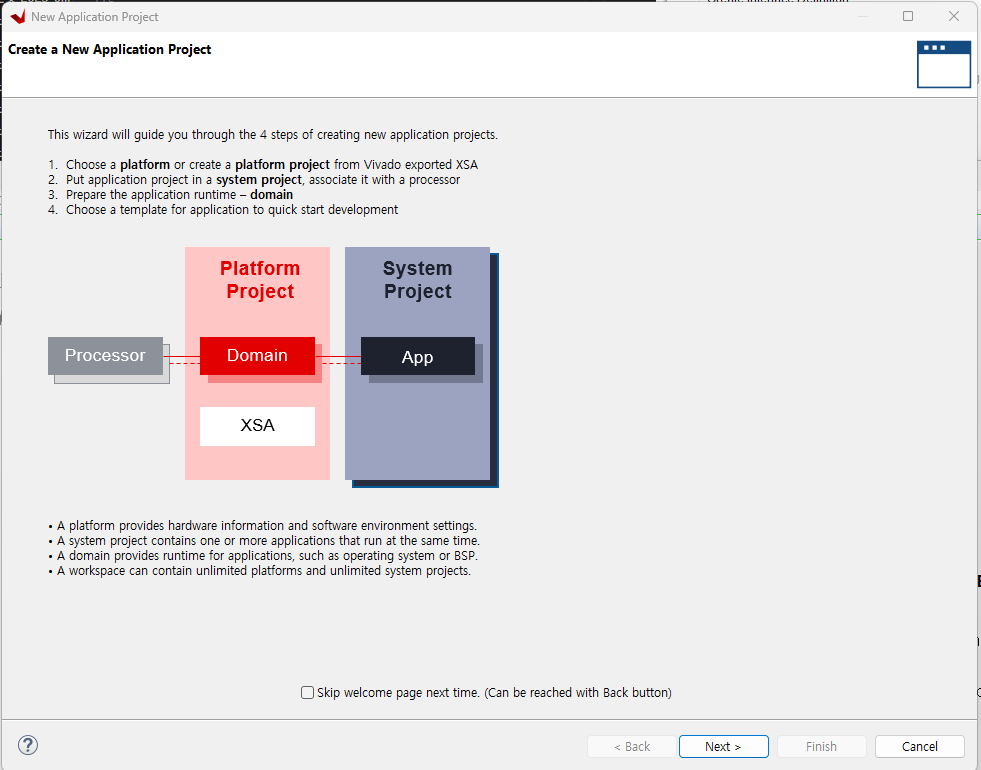 New Application Project
Create a New Application Project
This wizard will guide you through the 4 steps of creating new application projects.
1. Choose a platform or create a platform project from Vivado exported XSA
2. Put application project in a system project, associate it with a processor
3. Prepare the application runtime – domain
4. Choose a template for application to quick start development
Platform
Project
System
Project
Processor
Domain
App
XSA
• A platform provides hardware information and software environment settings.
• A system project contains one or more applications that run at the same time.
• A domain provides runtime for applications, such as operating system or BSP.
• A workspace can contain unlimited platforms and unlimited system projects.
Skip welcome page next time. (Can be reached with Back button)
?
< Back
Next >
Finish
Cancel